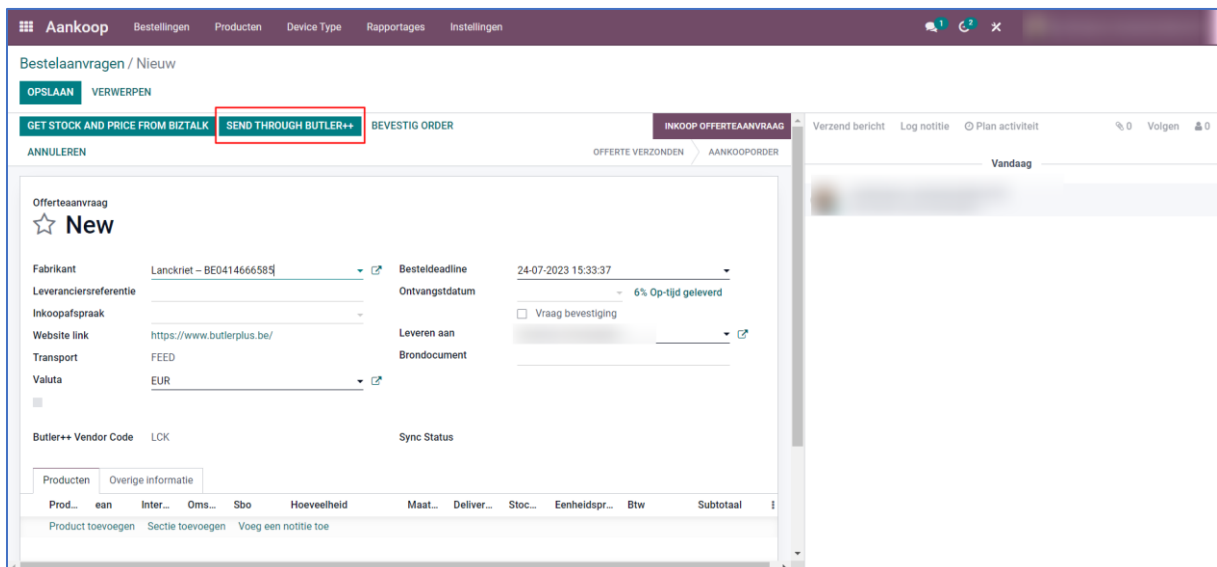 Aankoop Bestellingen Producten Device Type Rapportages Instellingen 1 2
Bestelaanvragen / Nieuw
OPSLAAN VERWERPEN
GET STOCK AND PRICE FROM BIZTALK SEND THROUGH BUTLER++ BEVESTIG ORDER INKOOP OFFERTEAANVRAAG
ANNULEREN OFFERTE VERZONDEN AANKOOPORDER
Verzend bericht Log notitie Plan activiteit 0 Volgen 0
Vandaag
Offerteaanvraag
New
Fabrikant Lanckriet – BE0414666585
Leveranciersreferentie
Inkoopafspraak
Website link https://www.butlerplus.be/
Transport FEED
Valuta EUR
Besteldeadline 24-07-2023 15:33:37
Ontvangstdatum 6% Op-tijd geleverd
Vraag bevestiging
Leveren aan
Brondocument
Butler++ Vendor Code LCK Sync Status
Producten Overige informatie
Prod... ean Inter... Oms... Sbo Hoeveelheid Maat... Deliver... Stoc... Eenheidspr... Btw Subtotaal
Product toevoegen Sectie toevoegen Voeg een notitie toe